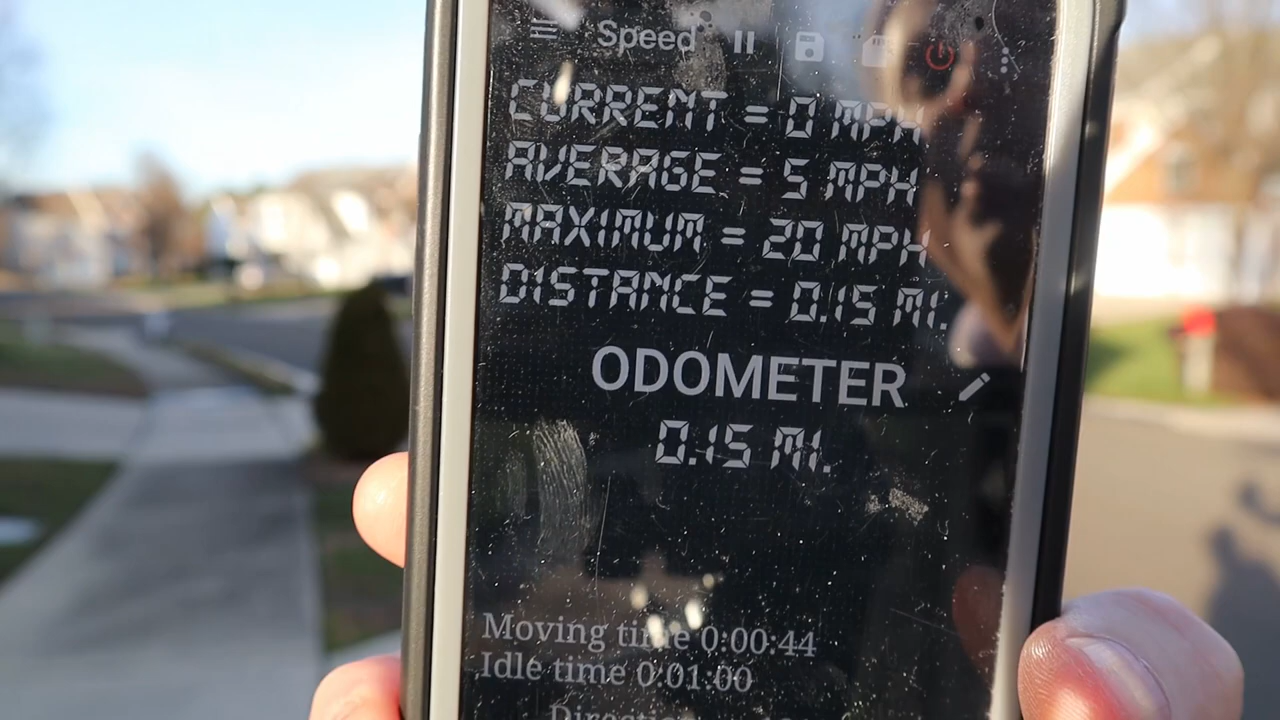 Speed
CURRENT = 0 MPH
AVERAGE = 5 MPH
MAXIMUM = 20 MPH
DISTANCE = 0.15 MI.
ODOMETER
0.15 MI.
Moving time 0:00:44
Idle time 0:01:00